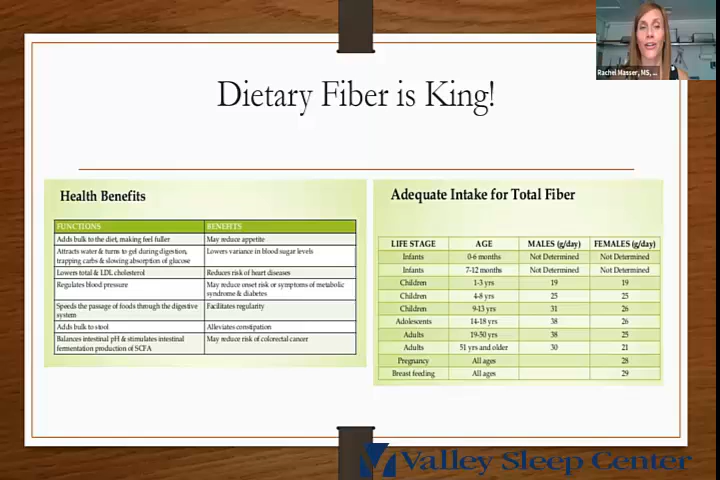 Rachel Masser, MS, ...
Dietary Fiber is King!
Health Benefits
FUNCTIONS BENEFITS
Adds bulk to the diet, making feel fuller May reduce appetite
Attracts water & turns to gel during digestion, trapping carbs & slowing absorption of glucose Lowers variance in blood sugar levels
Lowers total & LDL cholesterol Reduces risk of heart diseases
Regulates blood pressure May reduce onset risk or symptoms of metabolic syndrome & diabetes
Speeds the passage of foods through the digestive system Facilitates regularity
Adds bulk to stool Alleviates constipation
Balances intestinal pH & stimulates intestinal fermentation production of SCFA May reduce risk of colorectal cancer
Adequate Intake for Total Fiber
LIFE STAGE AGE MALES (g/day) FEMALES (g/day)
Infants 0-6 months Not Determined Not Determined
Infants 7-12 months Not Determined Not Determined
Children 1-3 yrs 19 19
Children 4-8 yrs 25 25
Children 9-13 yrs 31 26
Adolescents 14-18 yrs 38 26
Adults 19-50 yrs 38 25
Adults 51 yrs and older 30 21
Pregnancy All ages 28
Breast feeding All ages 29
Valley Sleep Center